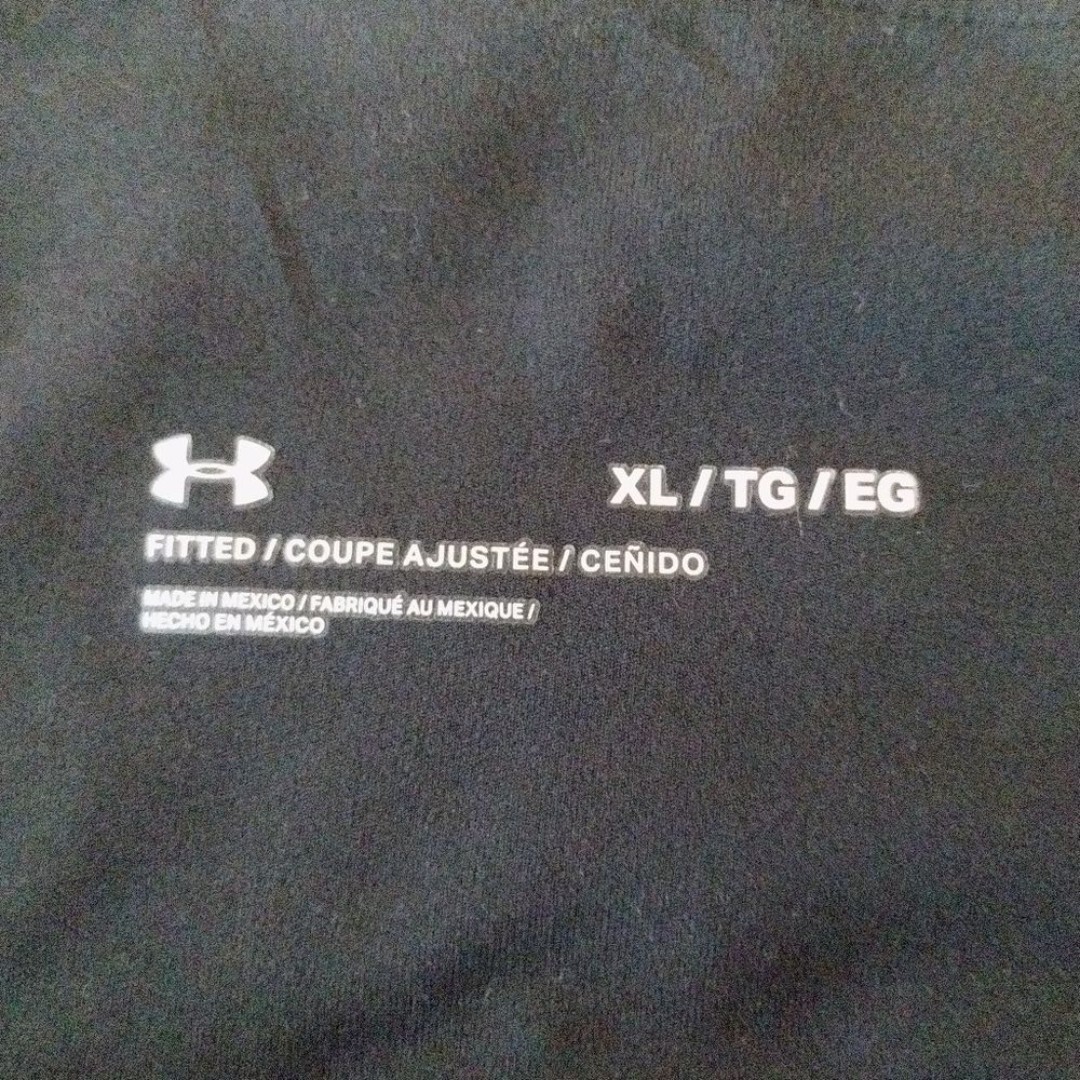 XL / TG / EG
FITTED / COUPE AJUSTÉE / CEÑIDO
MADE IN MEXICO / FABRIQUÉ AU MEXIQUE /
HECHO EN MÉXICO